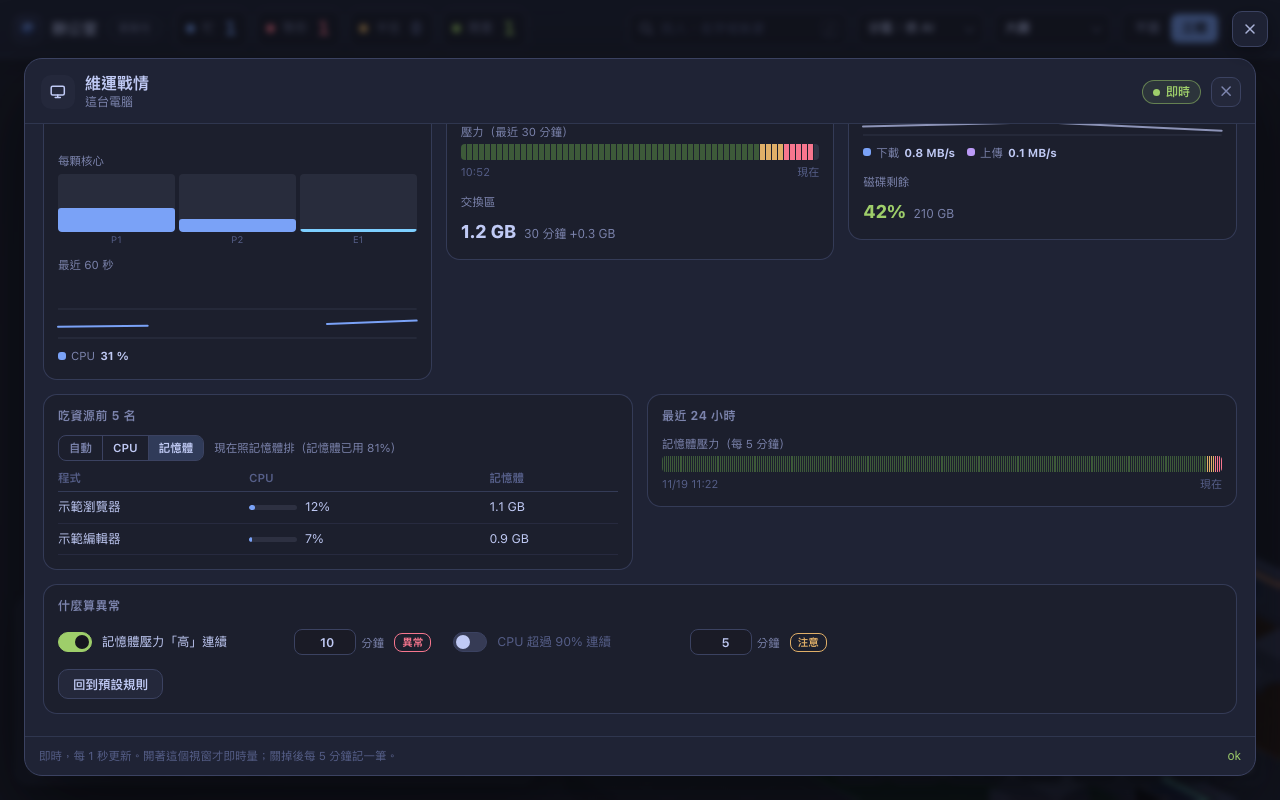 維運戰情
這台電腦
即時
每顆核心
P1
P2
E1
最近 60 秒
CPU 31 %
壓力（最近 30 分鐘）
10:52
現在
交換區
1.2 GB 30 分鐘 +0.3 GB
下載 0.8 MB/s 上傳 0.1 MB/s
磁碟剩餘
42% 210 GB
吃資源前 5 名
自動 CPU 記憶體 現在照記憶體排（記憶體已用 81%）
程式 CPU 記憶體
示範瀏覽器 12% 1.1 GB
示範編輯器 7% 0.9 GB
最近 24 小時
記憶體壓力（每 5 分鐘）
11/19 11:22
現在
什麼算異常
記憶體壓力「高」連續 10 分鐘 異常 CPU 超過 90% 連續 5 分鐘 注意
回到預設規則
即時，每 1 秒更新。開著這個視窗才即時量；關掉後每 5 分鐘記一筆。
ok